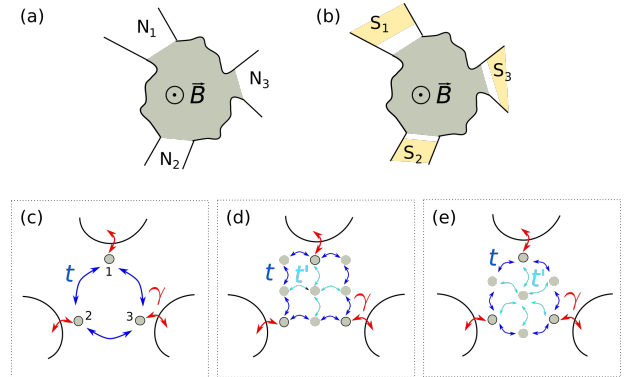 (a)
N1
N3
B
N2
(b)
S1
S3
B
S2
(c)
t
1
2
3
γ
(d)
t
t'
γ
(e)
t
t'
γ